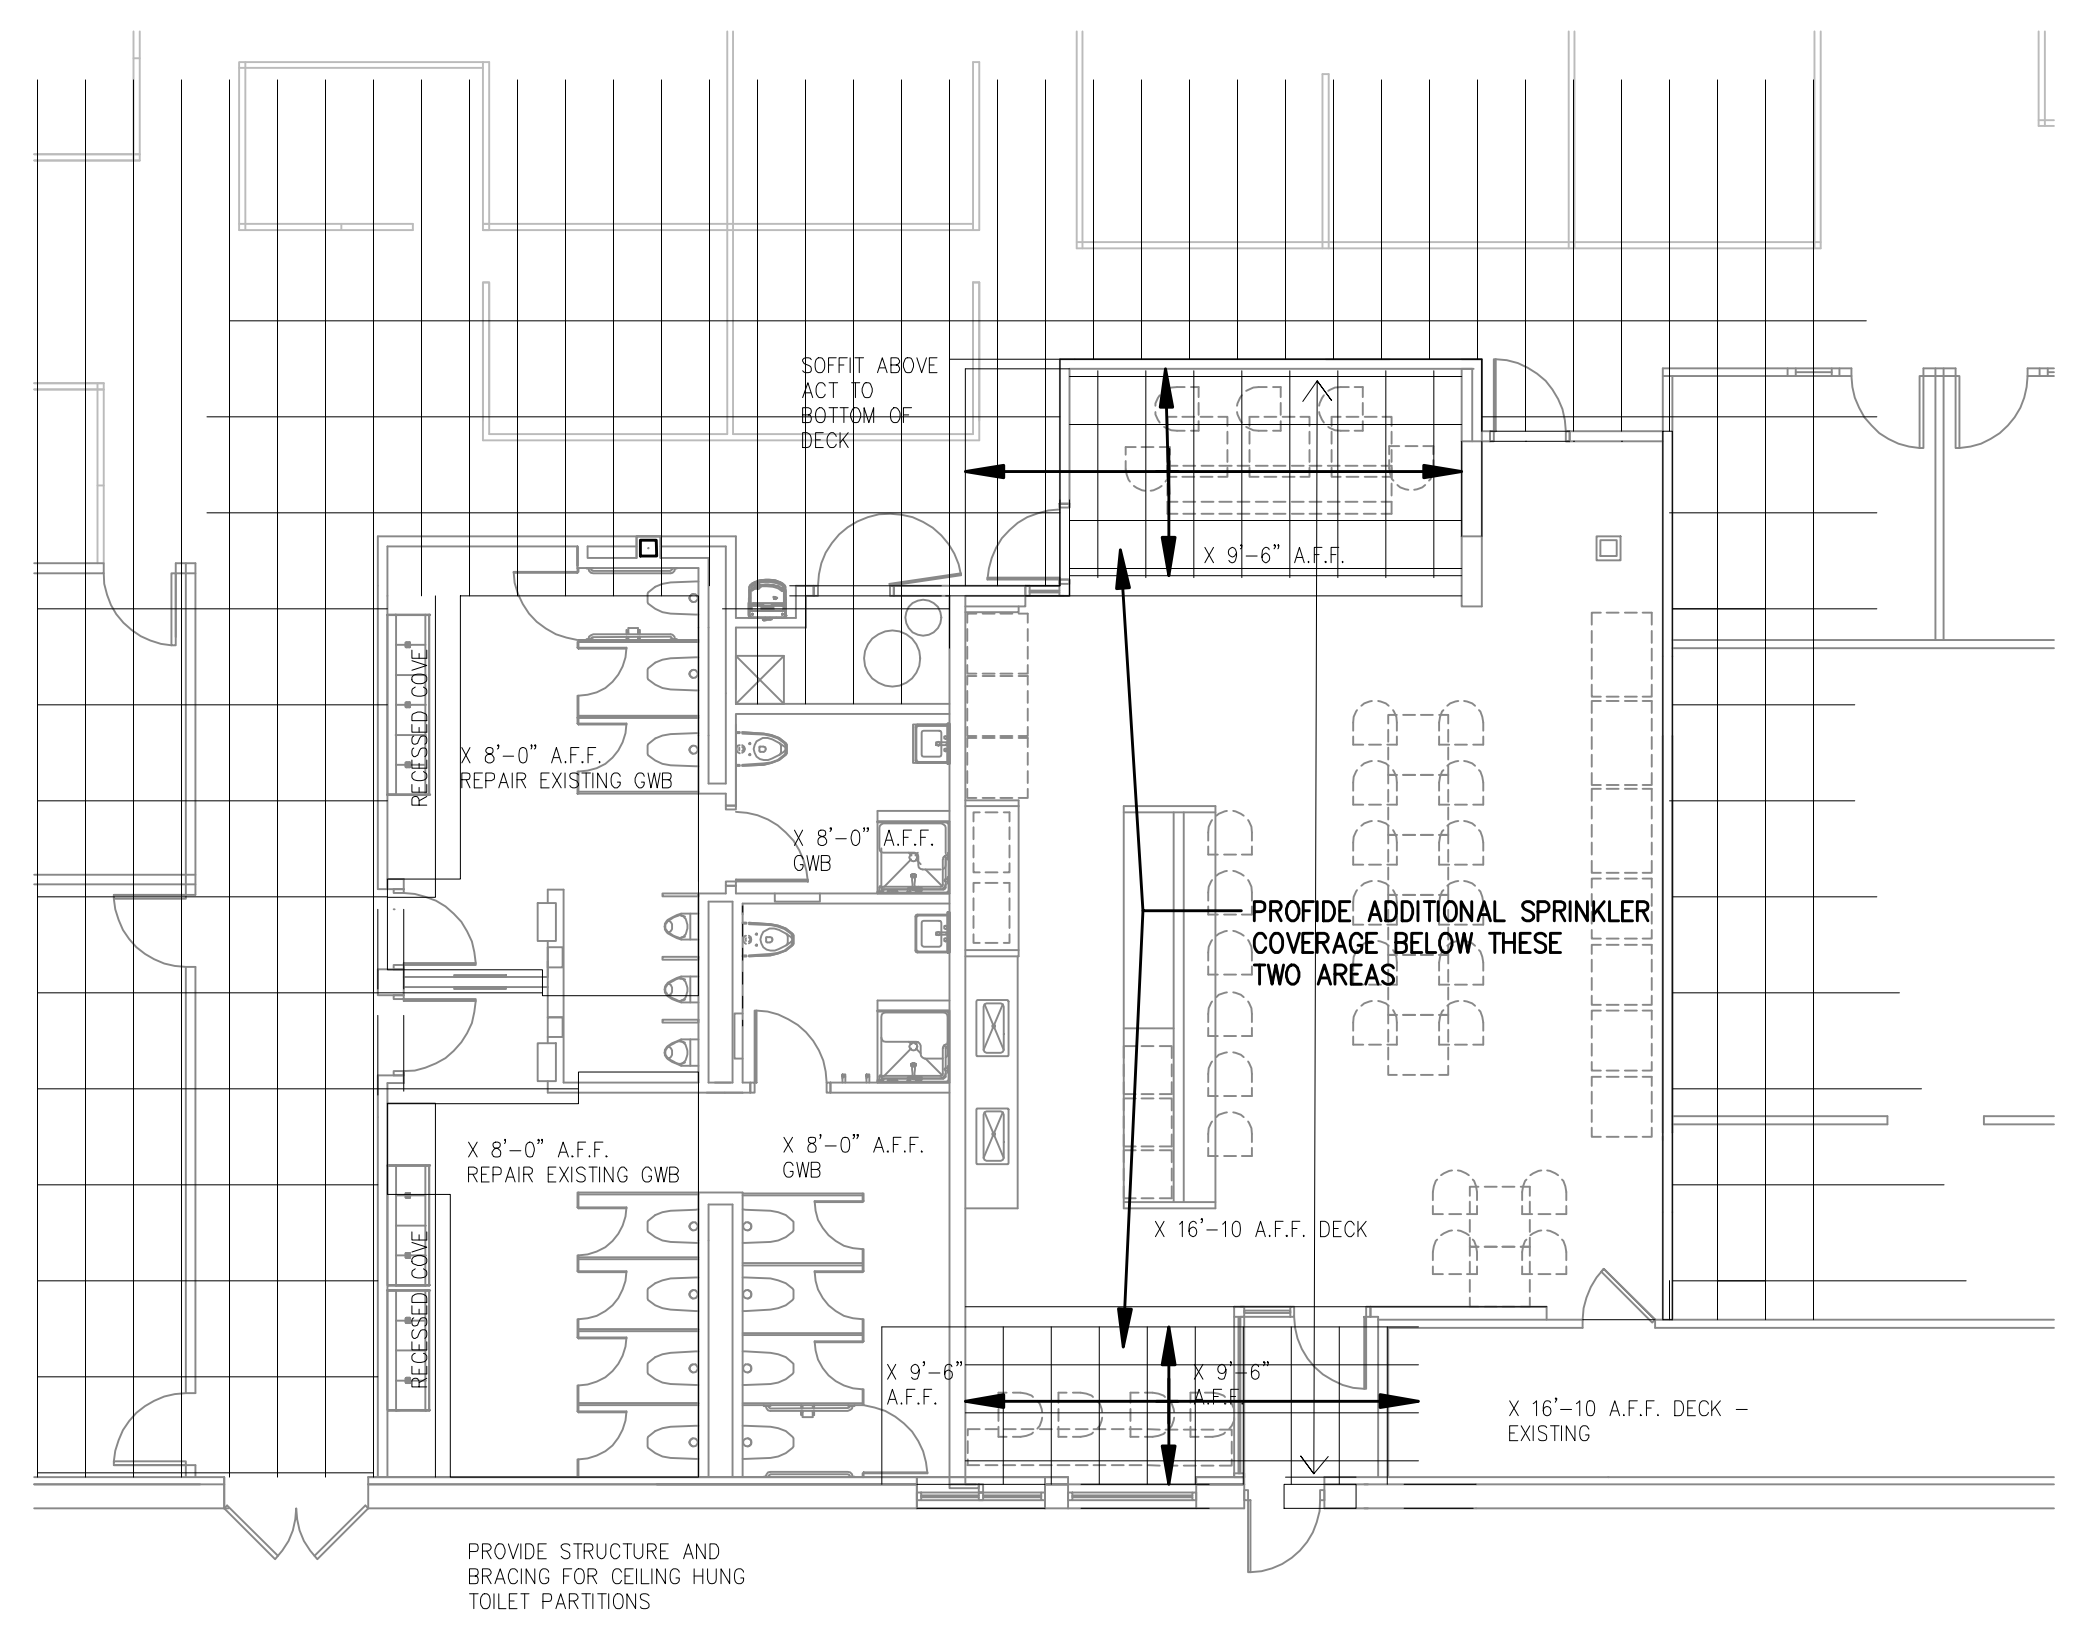 SOFFIT ABOVE
ACT TO
BOTTOM OF
DECK
X 9'-6" A.F.F.
RECESSED COVE
X 8'-0" A.F.F.
REPAIR EXISTING GWB
X 8'-0" A.F.F.
GWB
PROFIDE ADDITIONAL SPRINKLER
COVERAGE BELOW THESE
TWO AREAS
X 8'-0" A.F.F.
REPAIR EXISTING GWB
X 8'-0" A.F.F.
GWB
RECESSED COVE
X 16'-10 A.F.F. DECK
X 9'-6"
A.F.F.
X 9'-6"
A.F.F.
X 16'-10 A.F.F. DECK -
EXISTING
PROVIDE STRUCTURE AND
BRACING FOR CEILING HUNG
TOILET PARTITIONS